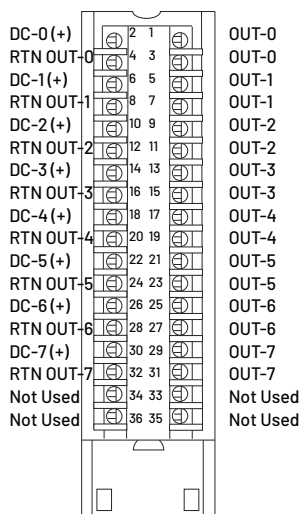 DC-0 (+) 2 1 OUT-0
RTN OUT-0 4 3 OUT-0
DC-1 (+) 6 5 OUT-1
RTN OUT-1 8 7 OUT-1
DC-2 (+) 10 9 OUT-2
RTN OUT-2 12 11 OUT-2
DC-3 (+) 14 13 OUT-3
RTN OUT-3 16 15 OUT-3
DC-4 (+) 18 17 OUT-4
RTN OUT-4 20 19 OUT-4
DC-5 (+) 22 21 OUT-5
RTN OUT-5 24 23 OUT-5
DC-6 (+) 26 25 OUT-6
RTN OUT-6 28 27 OUT-6
DC-7 (+) 30 29 OUT-7
RTN OUT-7 32 31 OUT-7
Not Used 34 33 Not Used
Not Used 36 35 Not Used